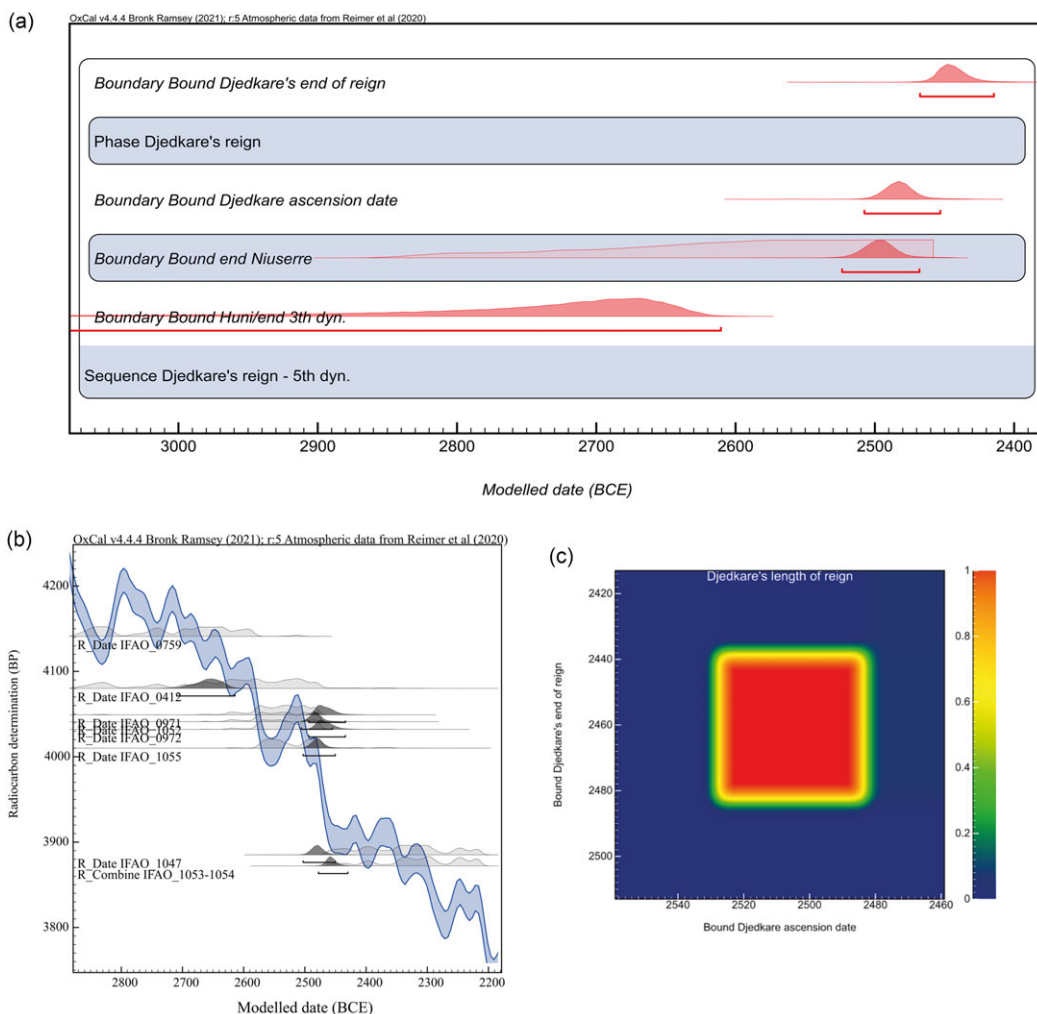 (a)
OxCal v4.4.4 Bronk Ramsey (2021); r:5 Atmospheric data from Reimer et al (2020)
Boundary Bound Djedkare's end of reign
Phase Djedkare's reign
Boundary Bound Djedkare ascension date
Boundary Bound end Niuserre
Boundary Bound Huni/end 3th dyn.
Sequence Djedkare's reign - 5th dyn.
3000 2900 2800 2700 2600 2500 2400
Modelled date (BCE)
(b)
OxCal v4.4.4 Bronk Ramsey (2021); r:5 Atmospheric data from Reimer et al (2020)
Radiocarbon determination (BP)
4200
4100
4000
3900
3800
R_Date IFAO_0759
R_Date IFAO_0412
R_Date IFAO_0971
R_Date IFAO_1052
R_Date IFAO_0972
R_Date IFAO_1055
R_Date IFAO_1047
R_Combine IFAO_1053-1054
2800 2700 2600 2500 2400 2300 2200
Modelled date (BCE)
(c)
Djedkare's length of reign
Bound Djedkare's end of reign
2420
2440
2460
2480
2500
2540 2520 2500 2480 2460
Bound Djedkare ascension date
1
0.8
0.6
0.4
0.2
0